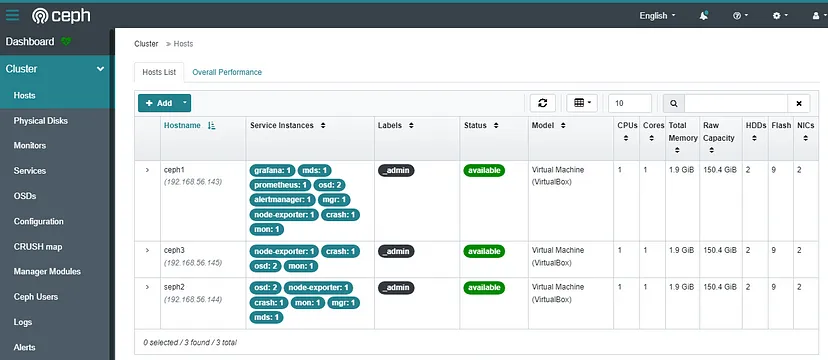 ceph
English
Dashboard
Cluster
Hosts
Physical Disks
Monitors
Services
OSDs
Configuration
CRUSH map
Manager Modules
Ceph Users
Logs
Alerts
Cluster » Hosts
Hosts List Overall Performance
+ Add 10
Hostname Service Instances Labels Status Model CPUs Cores Total Memory Raw Capacity HDDs Flash NICs
ceph1 grafana: 1 mds: 1 _admin available Virtual Machine 1 1 1.9 GiB 150.4 GiB 2 9 2
(192.168.56.143) prometheus: 1 osd: 2 (VirtualBox)
alertmanager: 1 mgr: 1
node-exporter: 1 crash: 1
mon: 1
ceph3 node-exporter: 1 crash: 1 _admin available Virtual Machine 1 1 1.9 GiB 150.4 GiB 2 9 2
(192.168.56.145) osd: 2 mon: 1 (VirtualBox)
seph2 osd: 2 node-exporter: 1 _admin available Virtual Machine 1 1 1.9 GiB 150.4 GiB 2 9 2
(192.168.56.144) crash: 1 mon: 1 mgr: 1 (VirtualBox)
mds: 1
0 selected / 3 found / 3 total